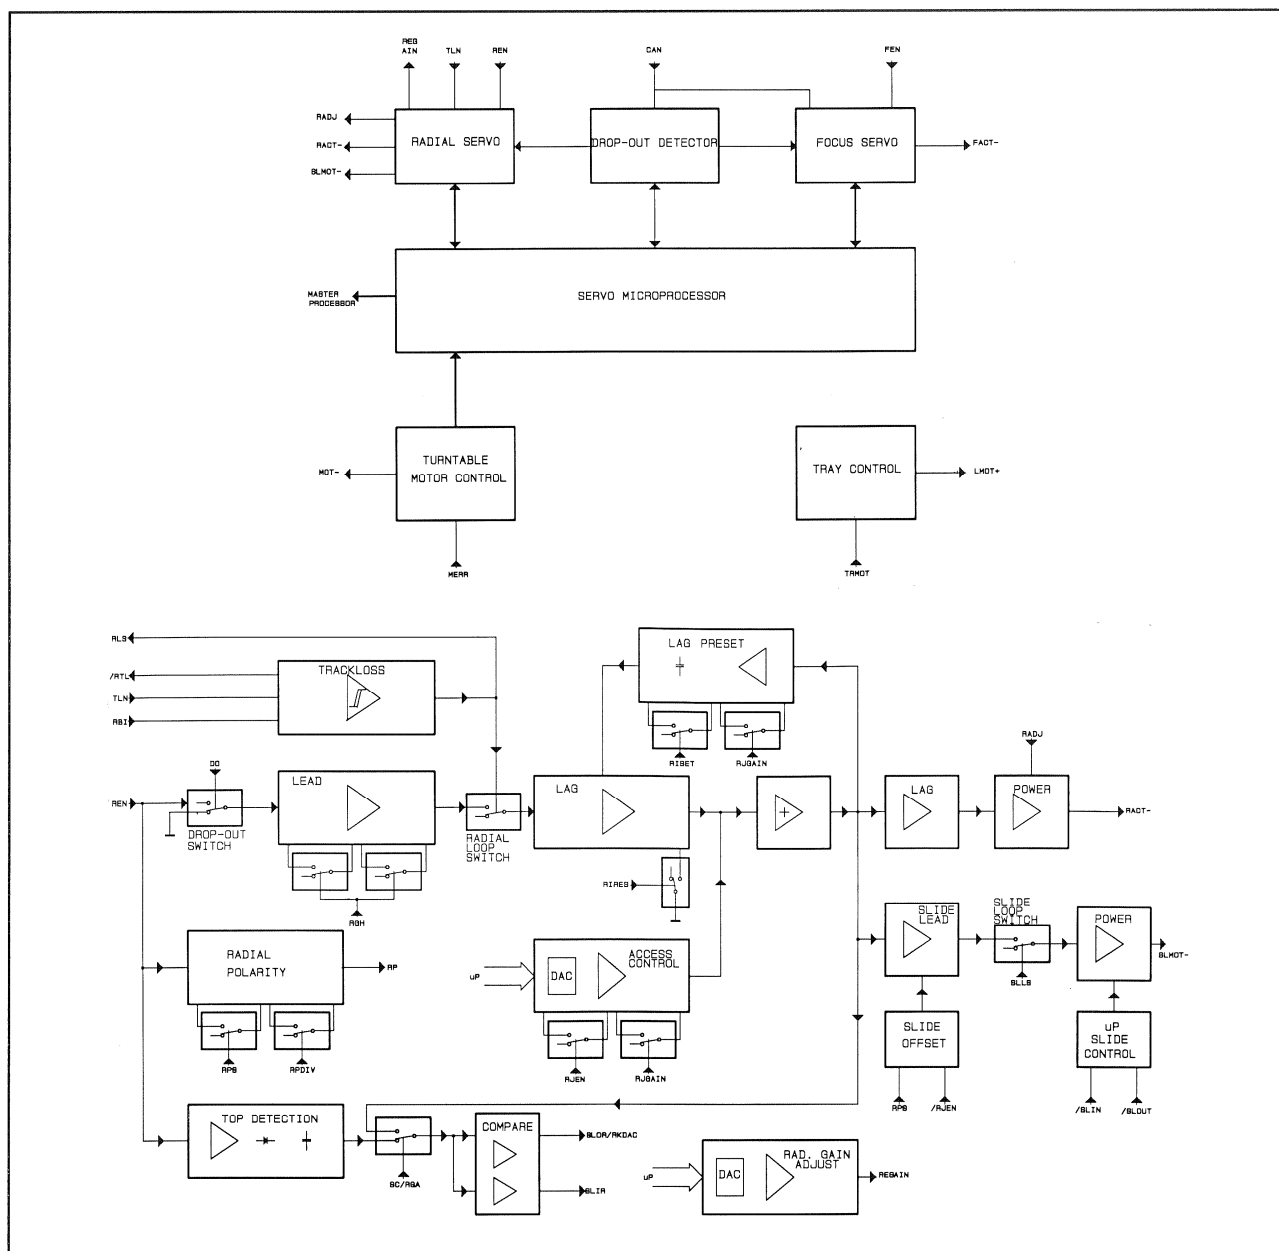 REG
AIN
TLN
REN
CAN
FEN
RADJ
RACT-
SLMOT-
RADIAL SERVO
DROP-OUT DETECTOR
FOCUS SERVO
FACT-
MASTER
PROCESSOR
SERVO MICROPROCESSOR
MOT-
TURNTABLE
MOTOR CONTROL
TRAY CONTROL
LMOT+
MERR
TRMOT
RLS
/RTL
TLN
RBI
TRACKLOSS
LAG PRESET
RISET
RJGAIN
RADJ
DO
REN
DROP-OUT
SWITCH
LEAD
RADIAL
LOOP
SWITCH
LAG
+
LAG
POWER
RACT-
RGH
RIRES
SLIDE
LEAD
SLIDE
LOOP
SWITCH
POWER
SLMOT-
SLLS
RADIAL
POLARITY
RP
RPS
RPDIV
uP
DAC
ACCESS
CONTROL
RJEN
RJGAIN
SLIDE
OFFSET
RPS
/RJEN
uP
SLIDE
CONTROL
/SLIN
/SLOUT
TOP DETECTION
SC/RGA
COMPARE
SLOR/RKDAC
SLIR
uP
DAC
RAD. GAIN
ADJUST
REGAIN